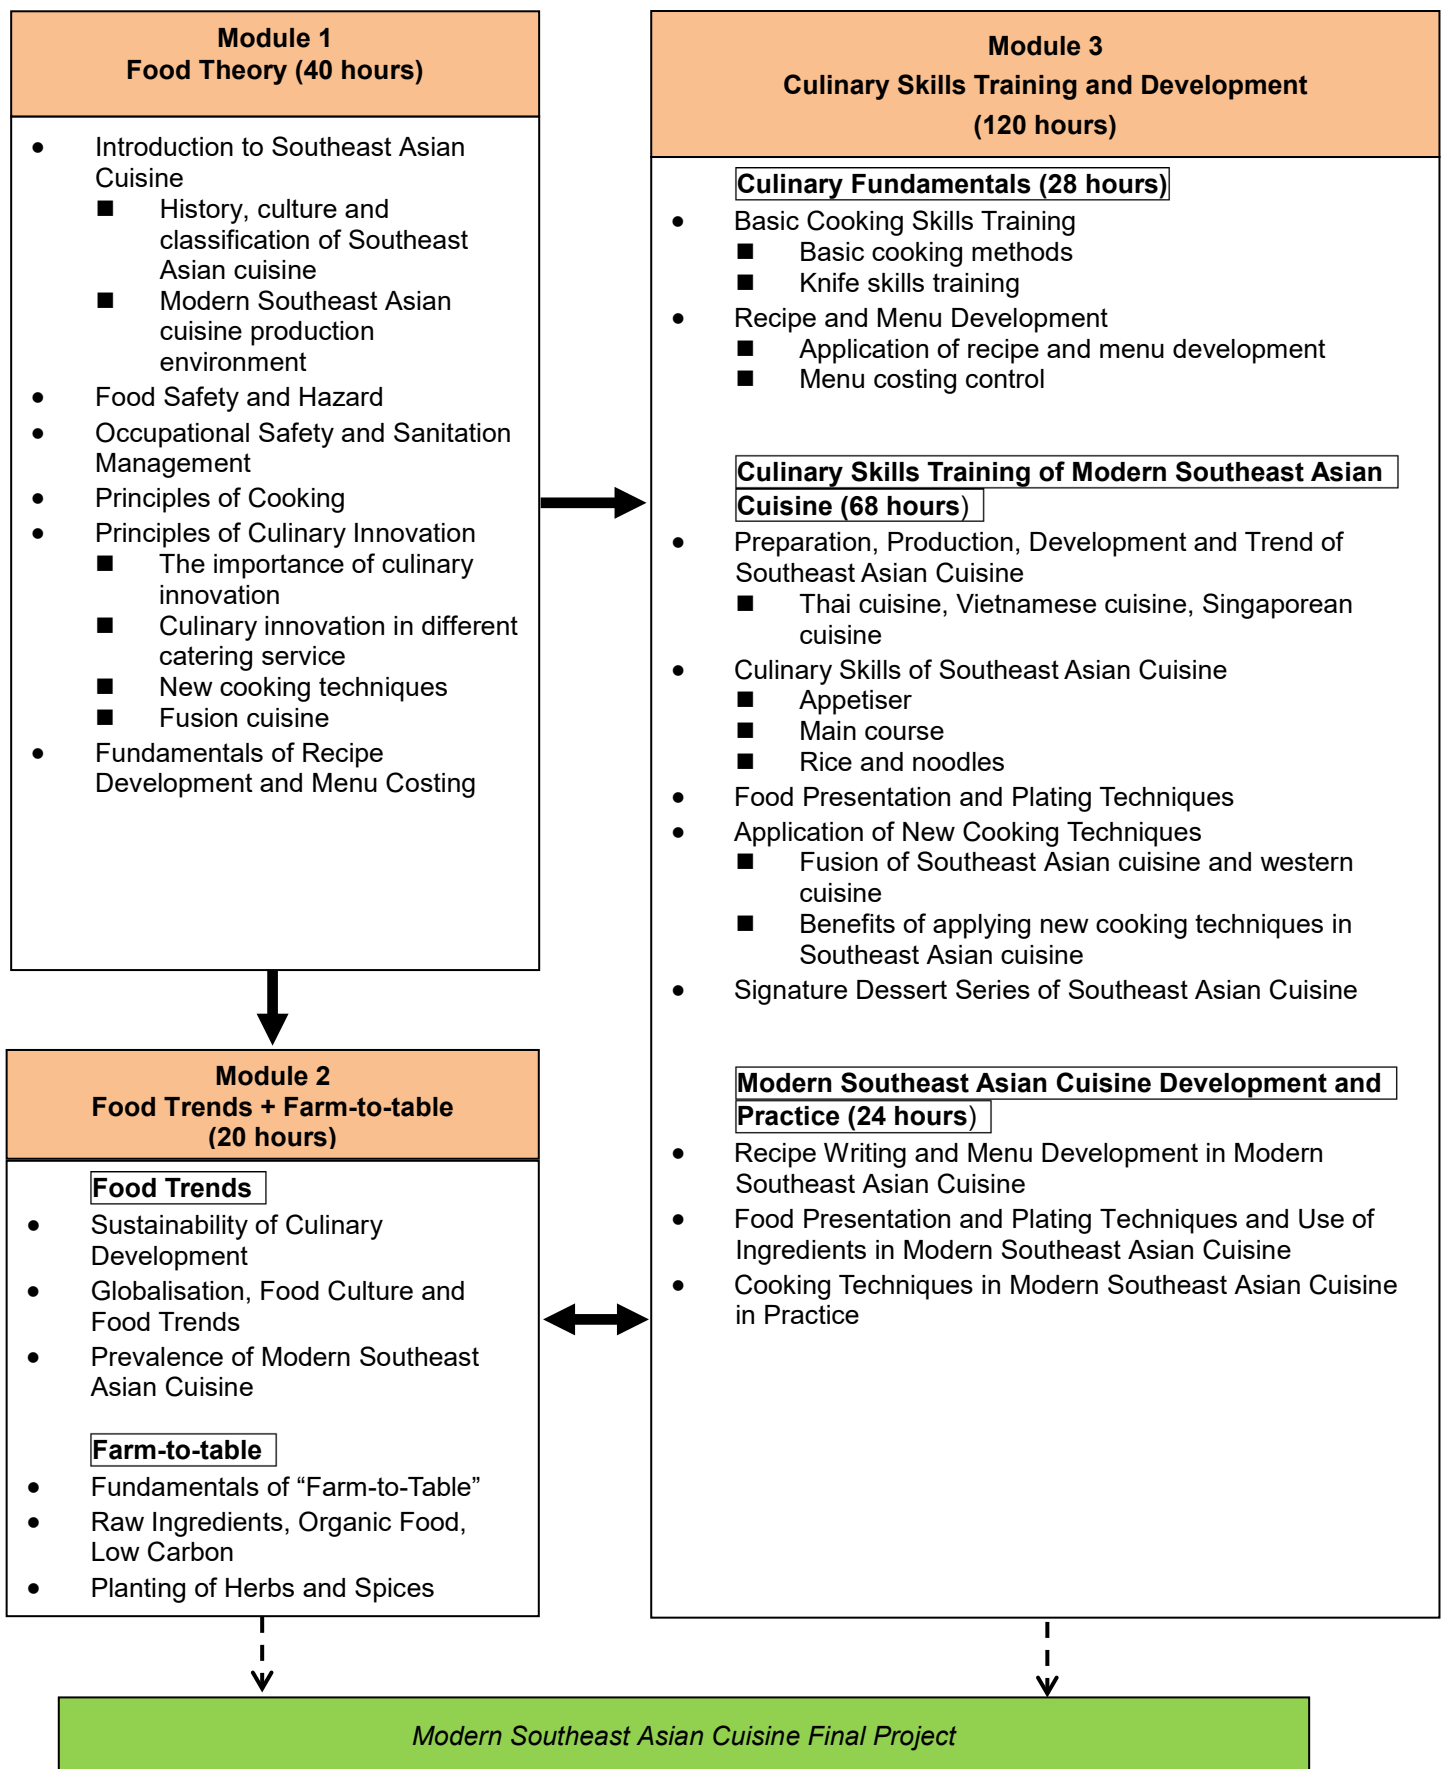 Module 1
Food Theory (40 hours)
• Introduction to Southeast Asian
Cuisine
■ History, culture and
classification of Southeast
Asian cuisine
■ Modern Southeast Asian
cuisine production
environment
• Food Safety and Hazard
• Occupational Safety and Sanitation
Management
• Principles of Cooking
• Principles of Culinary Innovation
■ The importance of culinary
innovation
■ Culinary innovation in different
catering service
■ New cooking techniques
■ Fusion cuisine
• Fundamentals of Recipe
Development and Menu Costing
Module 2
Food Trends + Farm-to-table
(20 hours)
Food Trends
• Sustainability of Culinary
Development
• Globalisation, Food Culture and
Food Trends
• Prevalence of Modern Southeast
Asian Cuisine
Farm-to-table
• Fundamentals of “Farm-to-Table”
• Raw Ingredients, Organic Food,
Low Carbon
• Planting of Herbs and Spices
Module 3
Culinary Skills Training and Development
(120 hours)
Culinary Fundamentals (28 hours)
• Basic Cooking Skills Training
■ Basic cooking methods
■ Knife skills training
• Recipe and Menu Development
■ Application of recipe and menu development
■ Menu costing control
Culinary Skills Training of Modern Southeast Asian
Cuisine (68 hours)
• Preparation, Production, Development and Trend of
Southeast Asian Cuisine
■ Thai cuisine, Vietnamese cuisine, Singaporean
cuisine
• Culinary Skills of Southeast Asian Cuisine
■ Appetiser
■ Main course
■ Rice and noodles
• Food Presentation and Plating Techniques
• Application of New Cooking Techniques
■ Fusion of Southeast Asian cuisine and western
cuisine
■ Benefits of applying new cooking techniques in
Southeast Asian cuisine
• Signature Dessert Series of Southeast Asian Cuisine
Modern Southeast Asian Cuisine Development and
Practice (24 hours)
• Recipe Writing and Menu Development in Modern
Southeast Asian Cuisine
• Food Presentation and Plating Techniques and Use of
Ingredients in Modern Southeast Asian Cuisine
• Cooking Techniques in Modern Southeast Asian Cuisine
in Practice
Modern Southeast Asian Cuisine Final Project